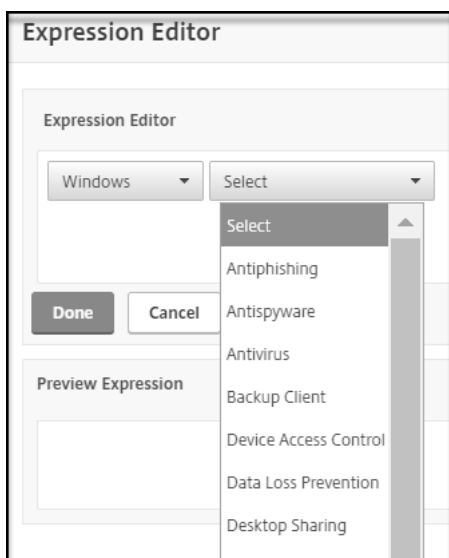 Expression Editor
Expression Editor
Windows Select
Select
Antiphishing
Antispyware
Done Cancel
Antivirus
Preview Expression
Backup Client
Device Access Control
Data Loss Prevention
Desktop Sharing